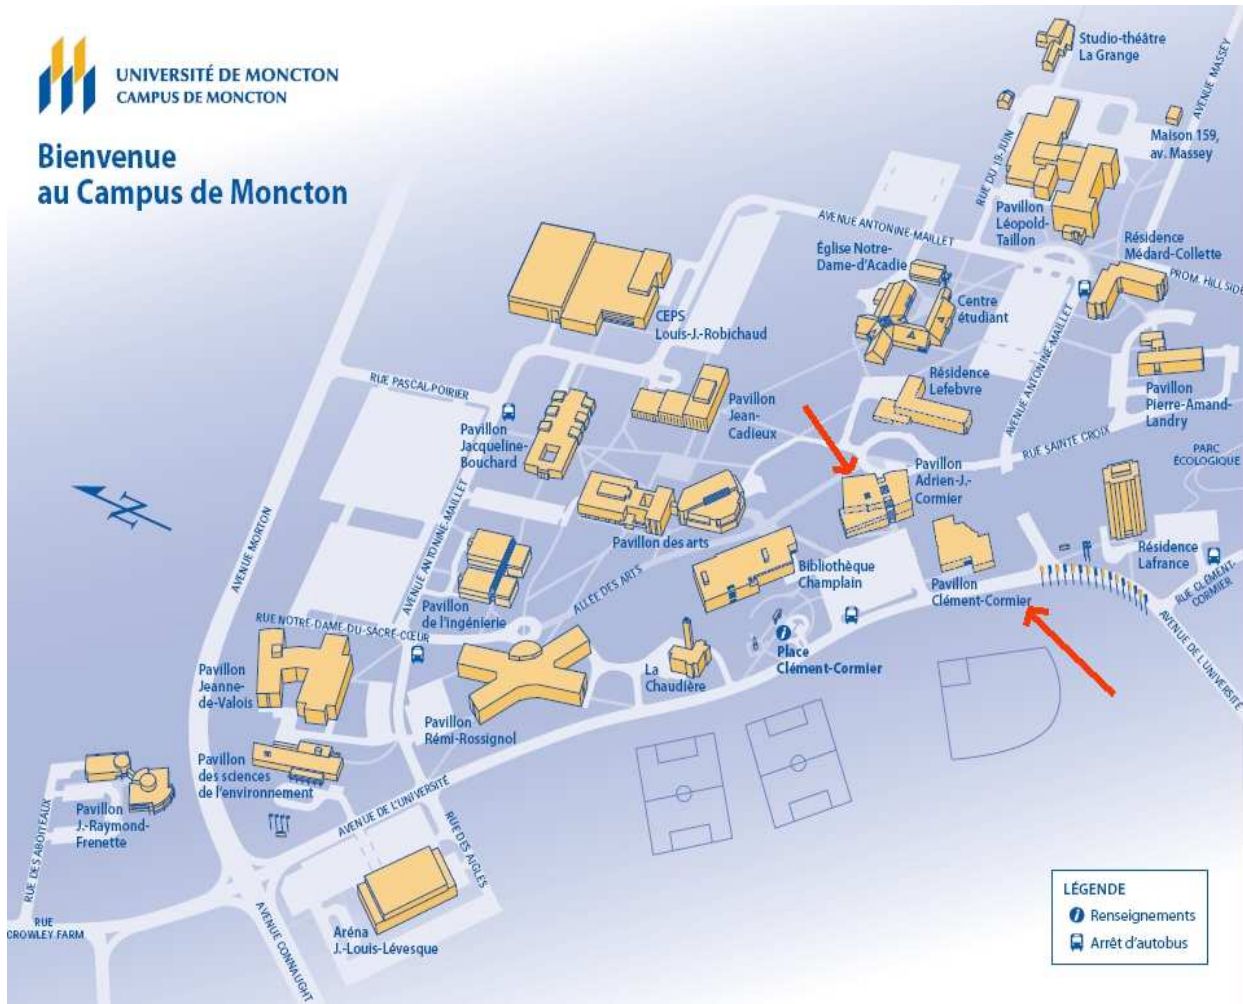 UNIVERSITÉ DE MONCTON
CAMPUS DE MONCTON
Bienvenue
au Campus de Moncton
Studio-théâtre
La Grange
AVENUE MASSEY
Maison 159,
av. Massey
RUE DU 19-JUIN
Pavillon
Léopold-
Taillon
AVENUE ANTONINE-MAILLET
Résidence
Médard-Collette
PROM. HILLSIDE
Église Notre-
Dame-d'Acadie
Centre
étudiant
CEPS
Louis-J.-Robichaud
AVENUE ANTONINE-MAILLET
Résidence
Lefebvre
RUE PASCAL-POIRIER
Pavillon
Jean-
Cadieux
Pavillon
Pierre-Amand-
Landry
Pavillon
Jacqueline-
Bouchard
RUE SAINTE CROIX
PARC
ÉCOLOGIQUE
Pavillon
Adrien-J.-
Cormier
N
AVENUE MORTON
AVENUE ANTONINE-MAILLET
Pavillon des arts
Résidence
Lafrance
Bibliothèque
Champlain
Pavillon
Clément-Cormier
RUE CLÉMENT-
CORMIER
ALLÉE DES ARTS
Pavillon
de l'ingénierie
RUE NOTRE-DAME-DU-SACRÉ-CŒUR
Place
Clément-Cormier
AVENUE DE L'UNIVERSITÉ
La
Chaudière
Pavillon
Jeanne-
de-Valois
Pavillon
Rémi-Rossignol
Pavillon
des sciences
de l'environnement
AVENUE DE L'UNIVERSITÉ
Pavillon
J.-Raymond-
Frenette
RUE DES ABOITEAUX
RUE DES AIGLES
RUE
CROWLEY FARM
AVENUE CONNAUGHT
Aréna
J.-Louis-Lévesque
LÉGENDE
i Renseignements
Arrêt d'autobus